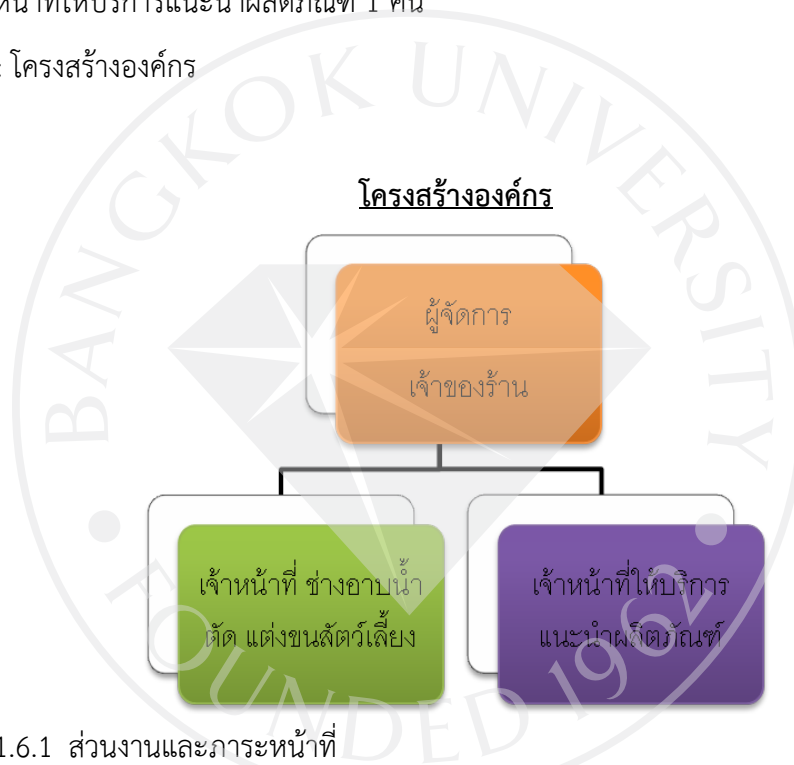 หน้าที่ให้บริการแนะนำผลิตภัณฑ์ 1 คน
: โครงสร้างองค์กร
BANGKOK UNIVERSITY
โครงสร้างองค์กร
ผู้จัดการ
เจ้าของร้าน
เจ้าหน้าที่ ช่างอาบน้ำ
ตัด แต่งขนสัตว์เลี้ยง
เจ้าหน้าที่ให้บริการ
แนะนำผลิตภัณฑ์
FOUNDED 1962
1.6.1 ส่วนงานและภาระหน้าที่